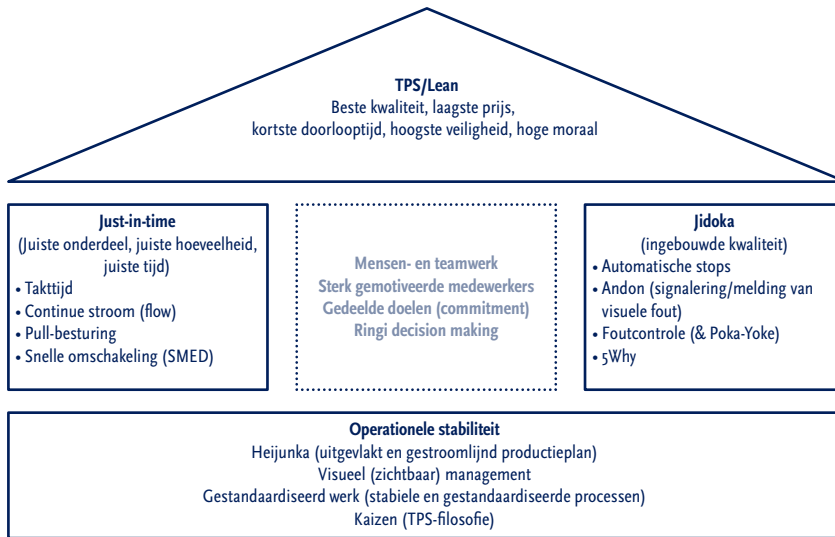 TPS/Lean
Beste kwaliteit, laagste prijs,
kortste doorlooptijd, hoogste veiligheid, hoge moraal
Just-in-time
(Juiste onderdeel, juiste hoeveelheid,
juiste tijd)
• Takttijd
• Continue stroom (flow)
• Pull-besturing
• Snelle omschakeling (SMED)
Mensen- en teamwerk
Sterk gemotiveerde medewerkers
Gedeelde doelen (commitment)
Ringi decision making
Jidoka
(ingebouwde kwaliteit)
• Automatische stops
• Andon (signalering/melding van
visuele fout)
• Foutcontrole (& Poka-Yoke)
• 5Why
Operationele stabiliteit
Heijunka (uitgevlakt en gestroomlijnd productieplan)
Visueel (zichtbaar) management
Gestandaardiseerd werk (stabiele en gestandaardiseerde processen)
Kaizen (TPS-filosofie)